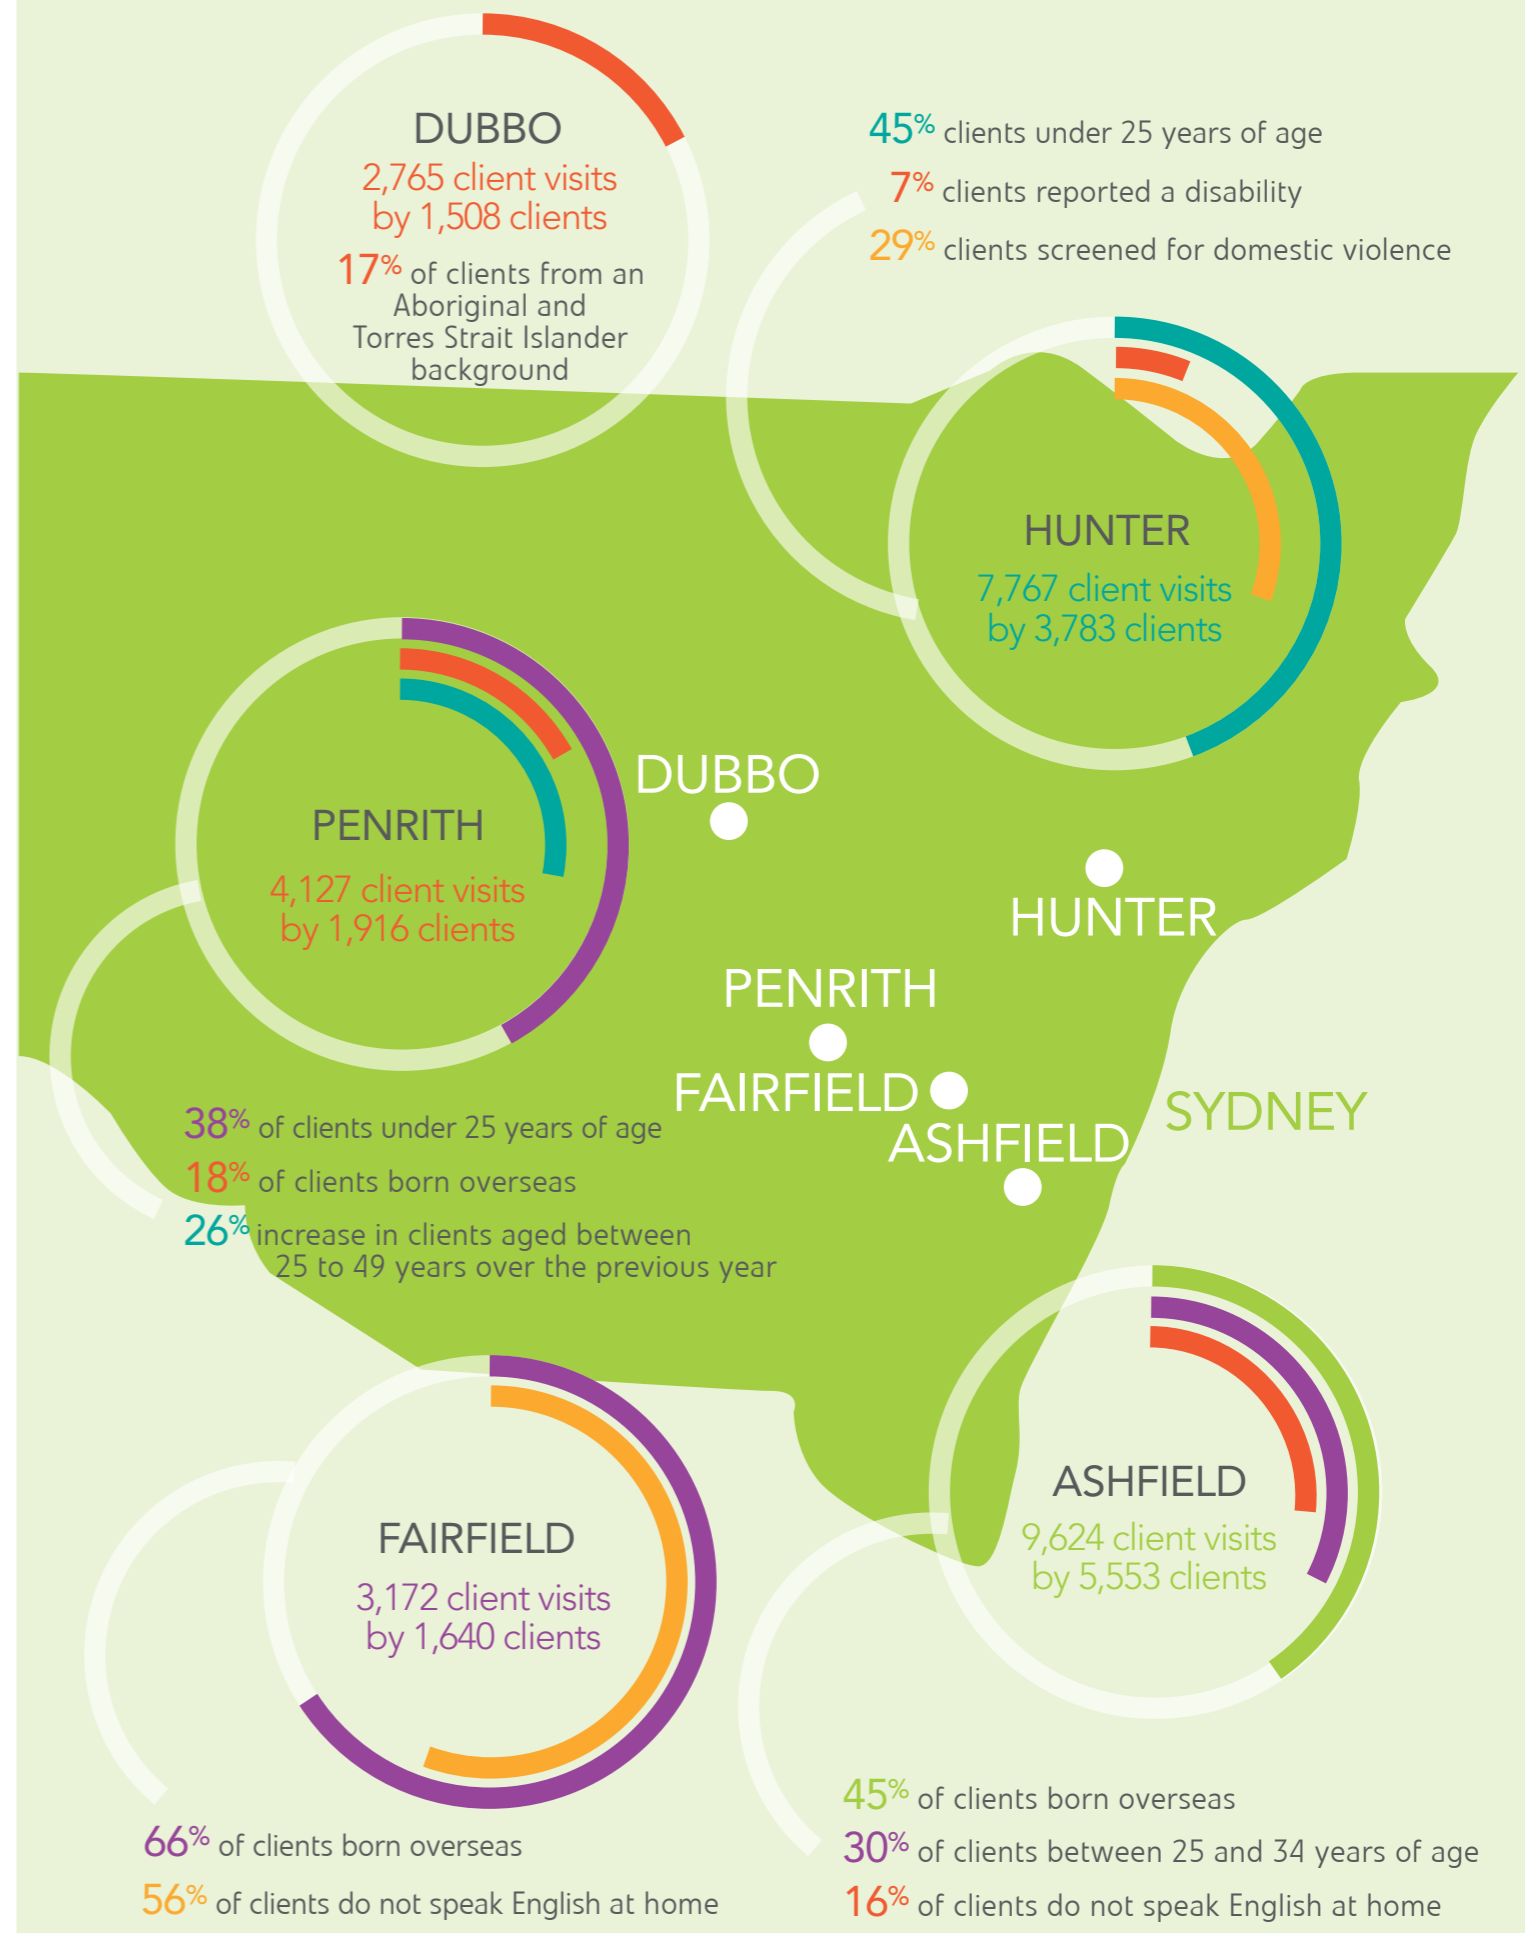 DUBBO
2,765 client visits
by 1,508 clients
17% of clients from an
Aboriginal and
Torres Strait Islander
background
45% clients under 25 years of age
7% clients reported a disability
29% clients screened for domestic violence
HUNTER
7,767 client visits
by 3,783 clients
PENRITH
4,127 client visits
by 1,916 clients
38% of clients under 25 years of age
18% of clients born overseas
26% increase in clients aged between
25 to 49 years over the previous year
DUBBO
HUNTER
PENRITH
FAIRFIELD
ASHFIELD
SYDNEY
FAIRFIELD
3,172 client visits
by 1,640 clients
66% of clients born overseas
56% of clients do not speak English at home
ASHFIELD
9,624 client visits
by 5,553 clients
45% of clients born overseas
30% of clients between 25 and 34 years of age
16% of clients do not speak English at home